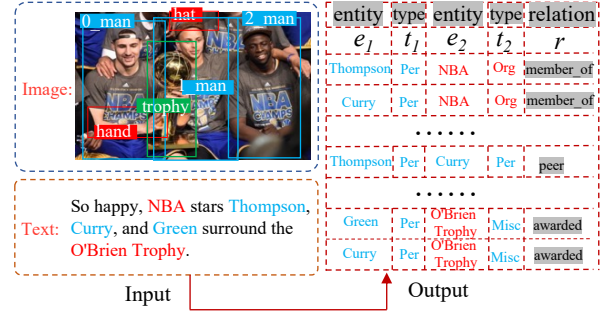 Image:
0_man
hat
2_man
_man
trophy
hand
NBA
CHAMPS
NBA
Text:
So happy, NBA stars Thompson,
Curry, and Green surround the
O'Brien Trophy.
Input
Output
entity type entity type relation
e1 t1 e2 t2 r
Thompson Per NBA Org member_of
Curry Per NBA Org member_of
......
Thompson Per Curry Per peer
......
Green Per O'Brien Trophy Misc awarded
Curry Per O'Brien Trophy Misc awarded